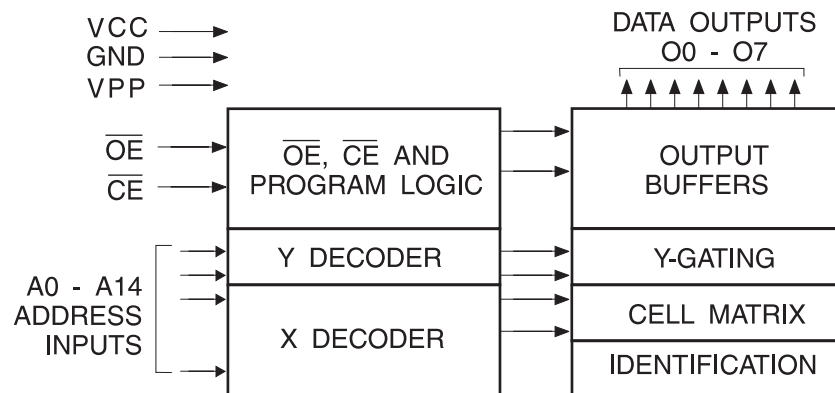 VCC
GND
VPP
OE
CE
A0 - A14
ADDRESS
INPUTS
OE, CE AND
PROGRAM LOGIC
Y DECODER
X DECODER
DATA OUTPUTS
O0 - O7
OUTPUT
BUFFERS
Y-GATING
CELL MATRIX
IDENTIFICATION